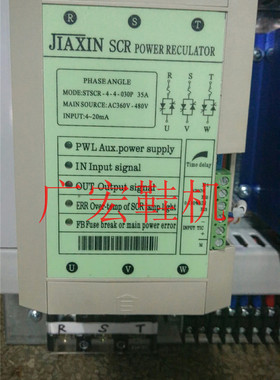 R S T
JIAXIN SCR POWER RECULATOR
PHASE ANGLE
MODE:STSCR-4-4-030P 35A
MAIN SOURCE:AC360V-480V
INPUT:4~20mA
R S T
U V W
PWL Aux.power supply
IN Input signal
OUT Output signal
ERR Over-temp of SCR lamp light
FB Fuse break or main power error
Time delay
广宏鞋机
U V W
R S T